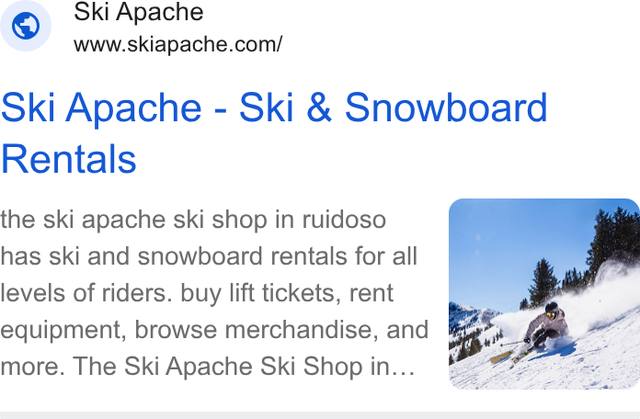 Ski Apache
www.skiapache.com/
Ski Apache - Ski & Snowboard
Rentals
the ski apache ski shop in ruidoso
has ski and snowboard rentals for all
levels of riders. buy lift tickets, rent
equipment, browse merchandise, and
more. The Ski Apache Ski Shop in…